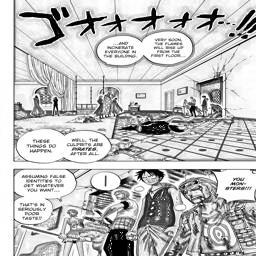 ゴオオオオオ...!!!
...AND
INCINERATE
EVERYONE IN
THE BUILDING.
VERY SOON,
THE FLAMES
WILL RISE UP
FROM THE
FIRST FLOOR...
THESE
THINGS DO
HAPPEN.
WELL, THE
CULPRITS ARE
PIRATES,
AFTER ALL.
ASSUMING FALSE
IDENTITIES TO
GET WHATEVER
YOU WANT...
THAT'S IN
SERIOUSLY
POOR
TASTE!!
!
YOU
MON-
STERS!!!